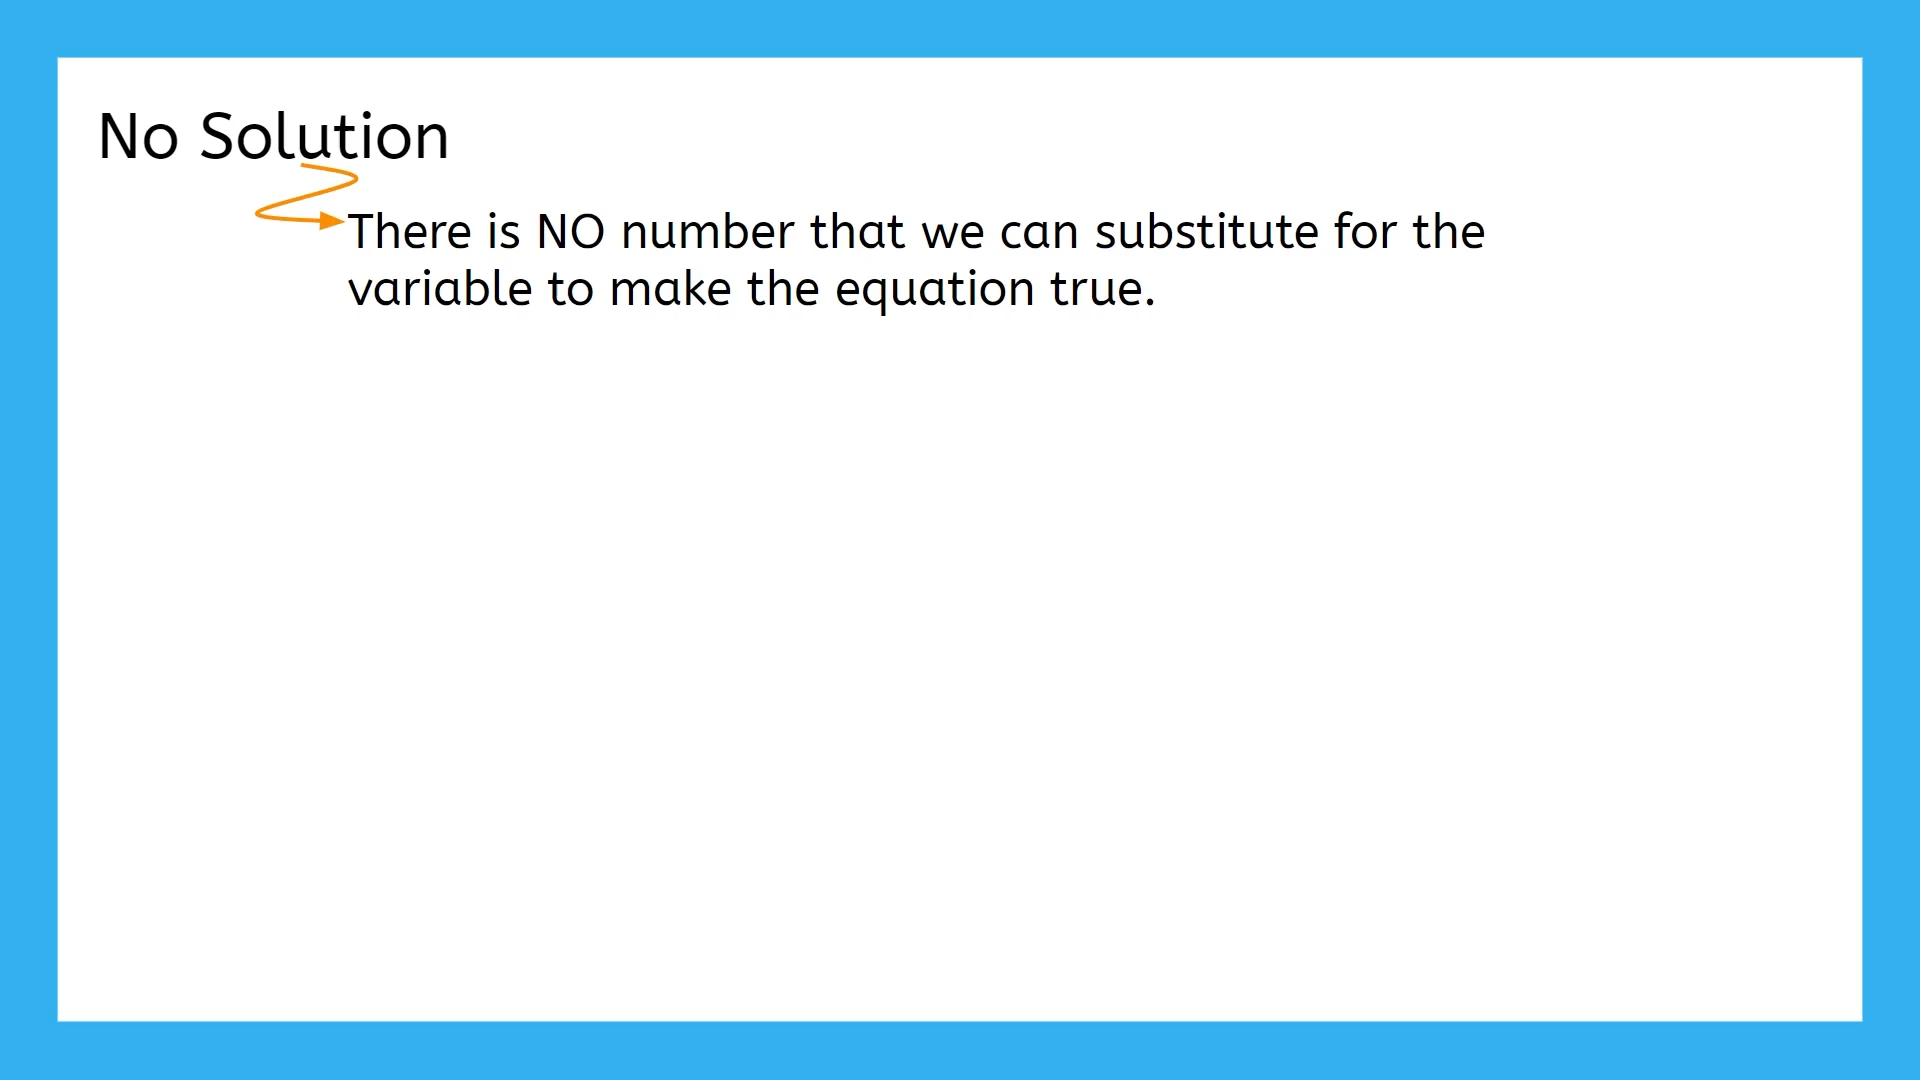 No Solution
There is NO number that we can substitute for the
variable to make the equation true.